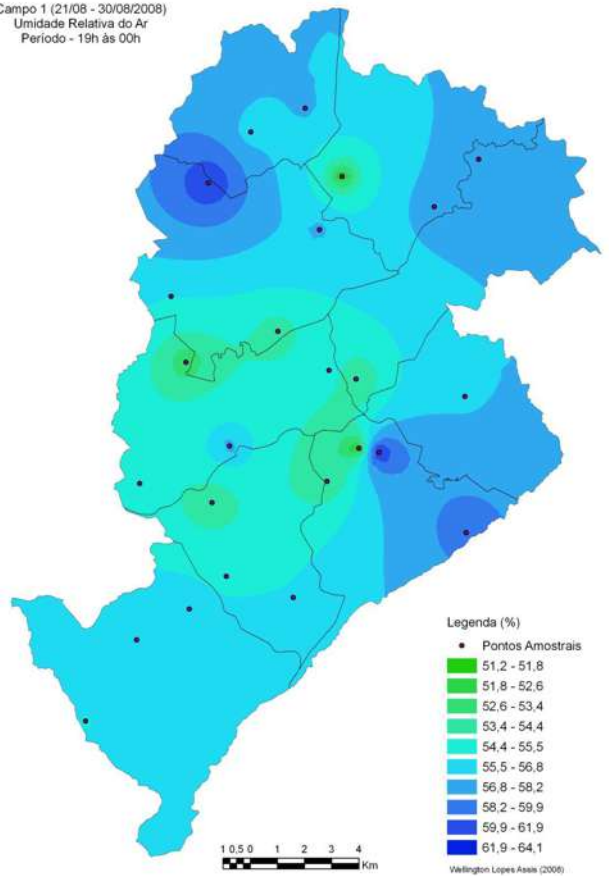 Campo 1 (21/08 - 30/08/2008)
Umidade Relativa do Ar
Período - 19h às 00h
Legenda (%)
Pontos Amostrais
51,2 - 51,8
51,8 - 52,6
52,6 - 53,4
53,4 - 54,4
54,4 - 55,5
55,5 - 56,8
56,8 - 58,2
58,2 - 59,9
59,9 - 61,9
61,9 - 64,1
1 0,5 0 1 2 3 4
Km
Wellington Lopes Assis (2008)